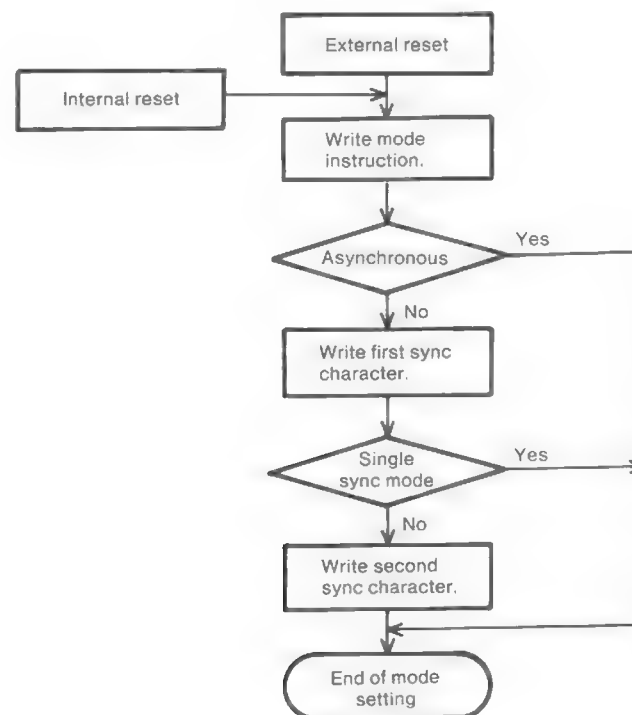 External reset
Internal reset
Write mode
instruction.
Asynchronous
Yes
No
Write first sync
character.
Single
sync mode
Yes
No
Write second
sync character.
End of mode
setting